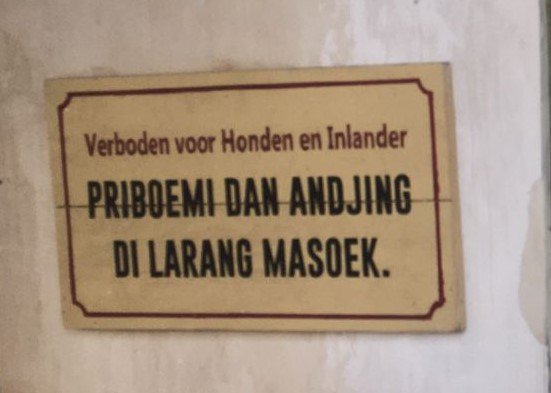 Verboden voor Honden en Inlander
PRIBOEMI DAN ANDJING
DI LARANG MASOEK.